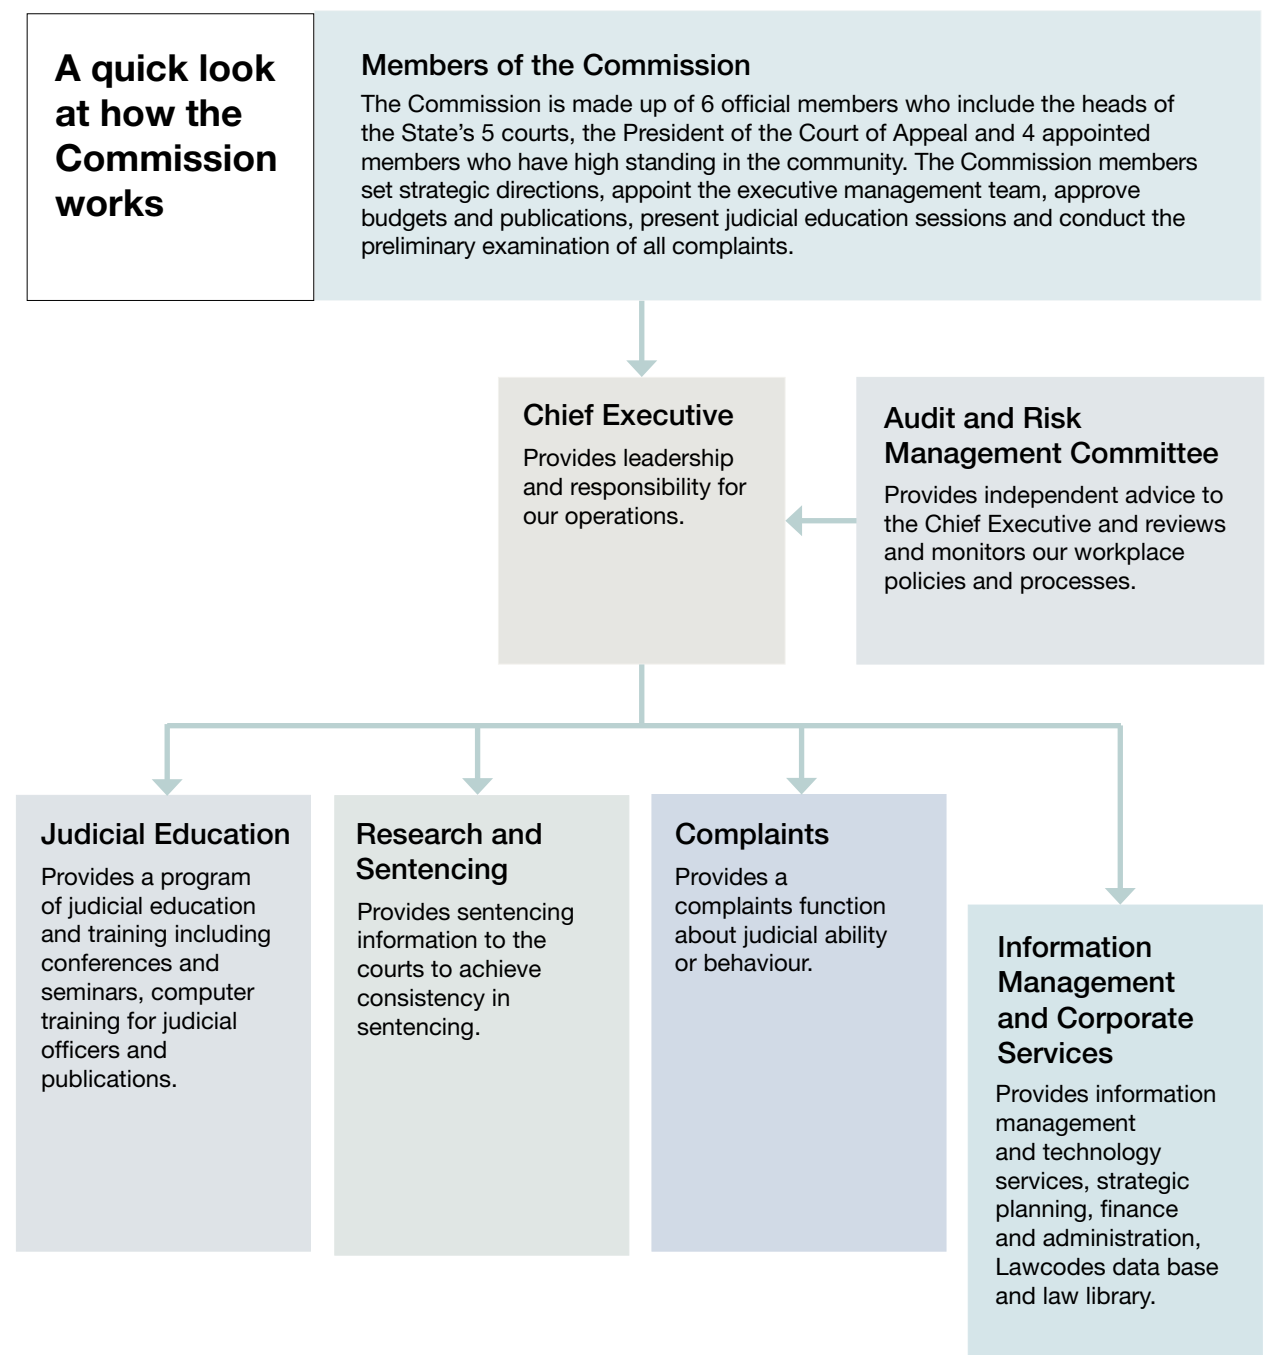 A quick look
at how the
Commission
works
Members of the Commission
The Commission is made up of 6 official members who include the heads of
the State’s 5 courts, the President of the Court of Appeal and 4 appointed
members who have high standing in the community. The Commission members
set strategic directions, appoint the executive management team, approve
budgets and publications, present judicial education sessions and conduct the
preliminary examination of all complaints.
Chief Executive
Provides leadership
and responsibility for
our operations.
Audit and Risk
Management Committee
Provides independent advice to
the Chief Executive and reviews
and monitors our workplace
policies and processes.
Judicial Education
Provides a program
of judicial education
and training including
conferences and
seminars, computer
training for judicial
officers and
publications.
Research and
Sentencing
Provides sentencing
information to the
courts to achieve
consistency in
sentencing.
Complaints
Provides a
complaints function
about judicial ability
or behaviour.
Information
Management
and Corporate
Services
Provides information
management
and technology
services, strategic
planning, finance
and administration,
Lawcodes data base
and law library.